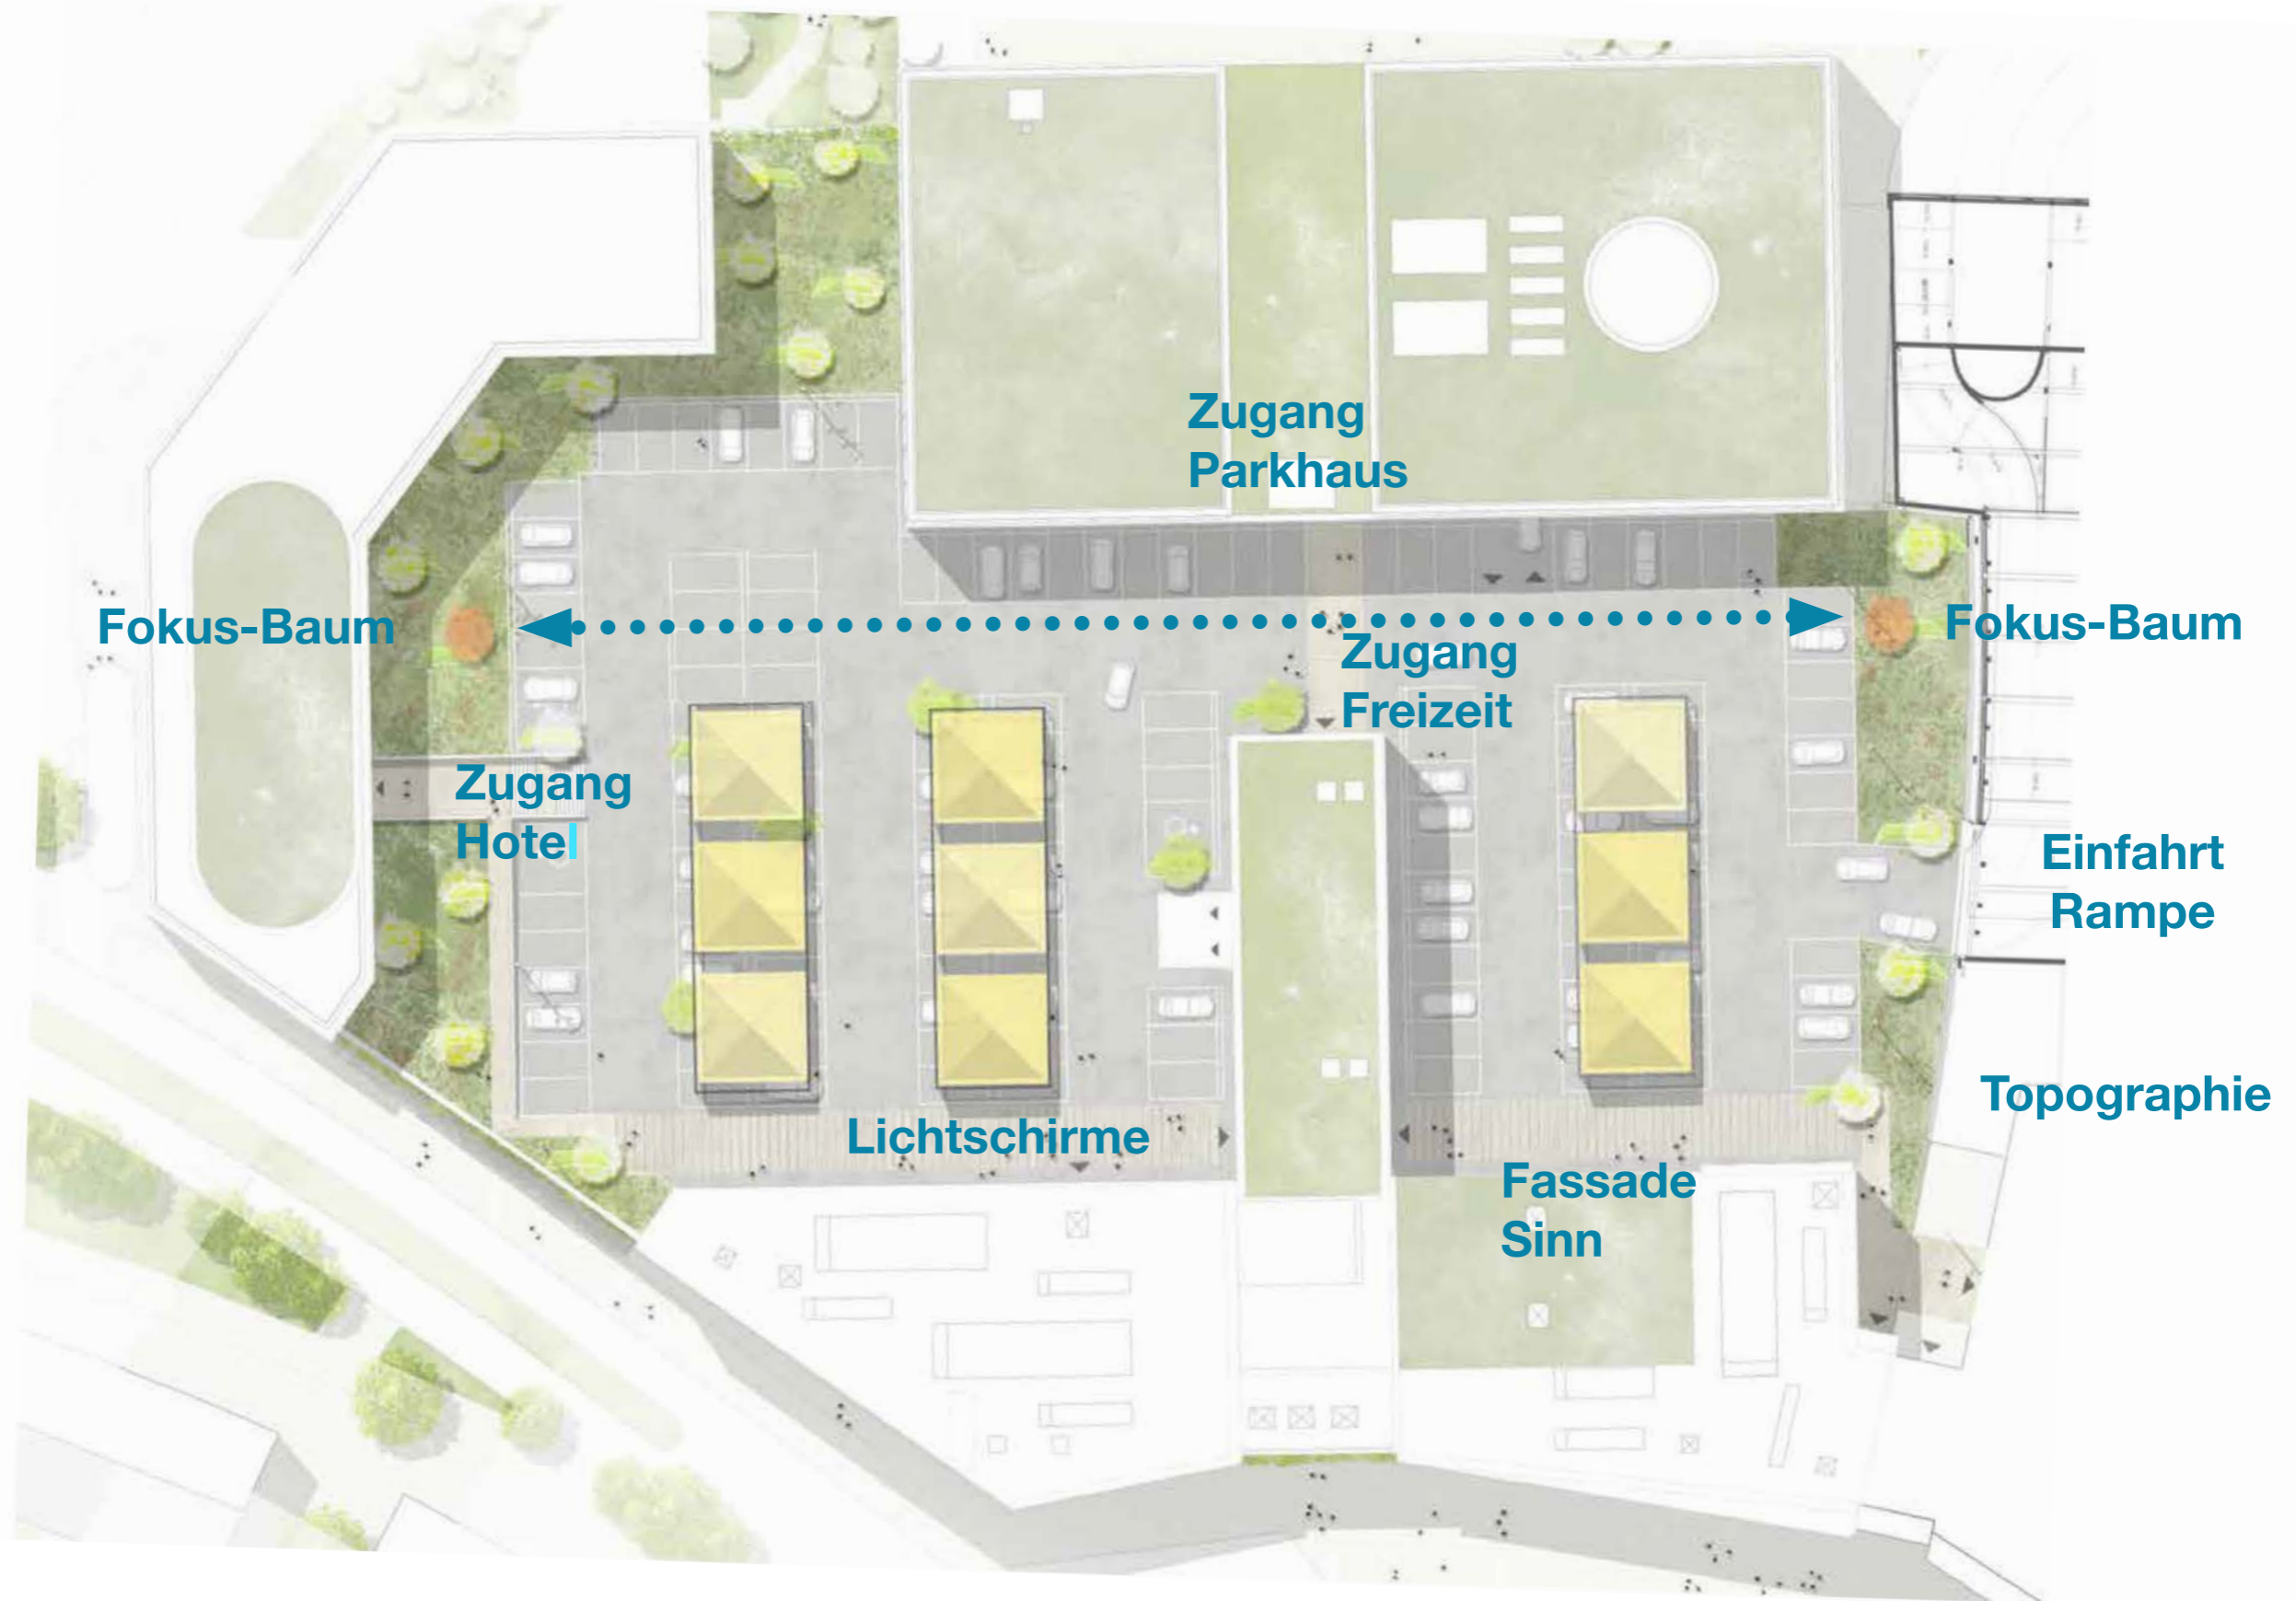 Zugang
Parkhaus
Fokus-Baum
Fokus-Baum
Zugang
Freizeit
Zugang
Hotel
Einfahrt
Rampe
Topographie
Lichtschirme
Fassade
Sinn